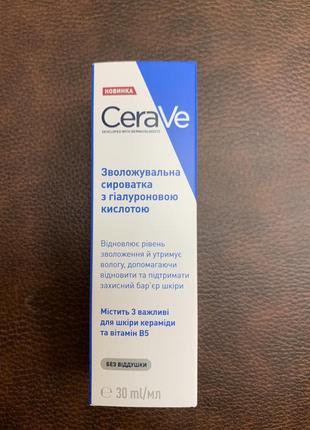 НОВИНКА
CeraVe
DEVELOPED WITH DERMATOLOGISTS
Зволожувальна
сироватка
з гіалуроновою
кислотою
Відновлює рівень
зволоження й утримує
вологу, допомагаючи
відновити та підтримати
захисний бар'єр шкіри
Містить 3 важливі
для шкіри кераміди
та вітамін B5
БЕЗ ВІДДУШКИ
℮ 30 ml/мл